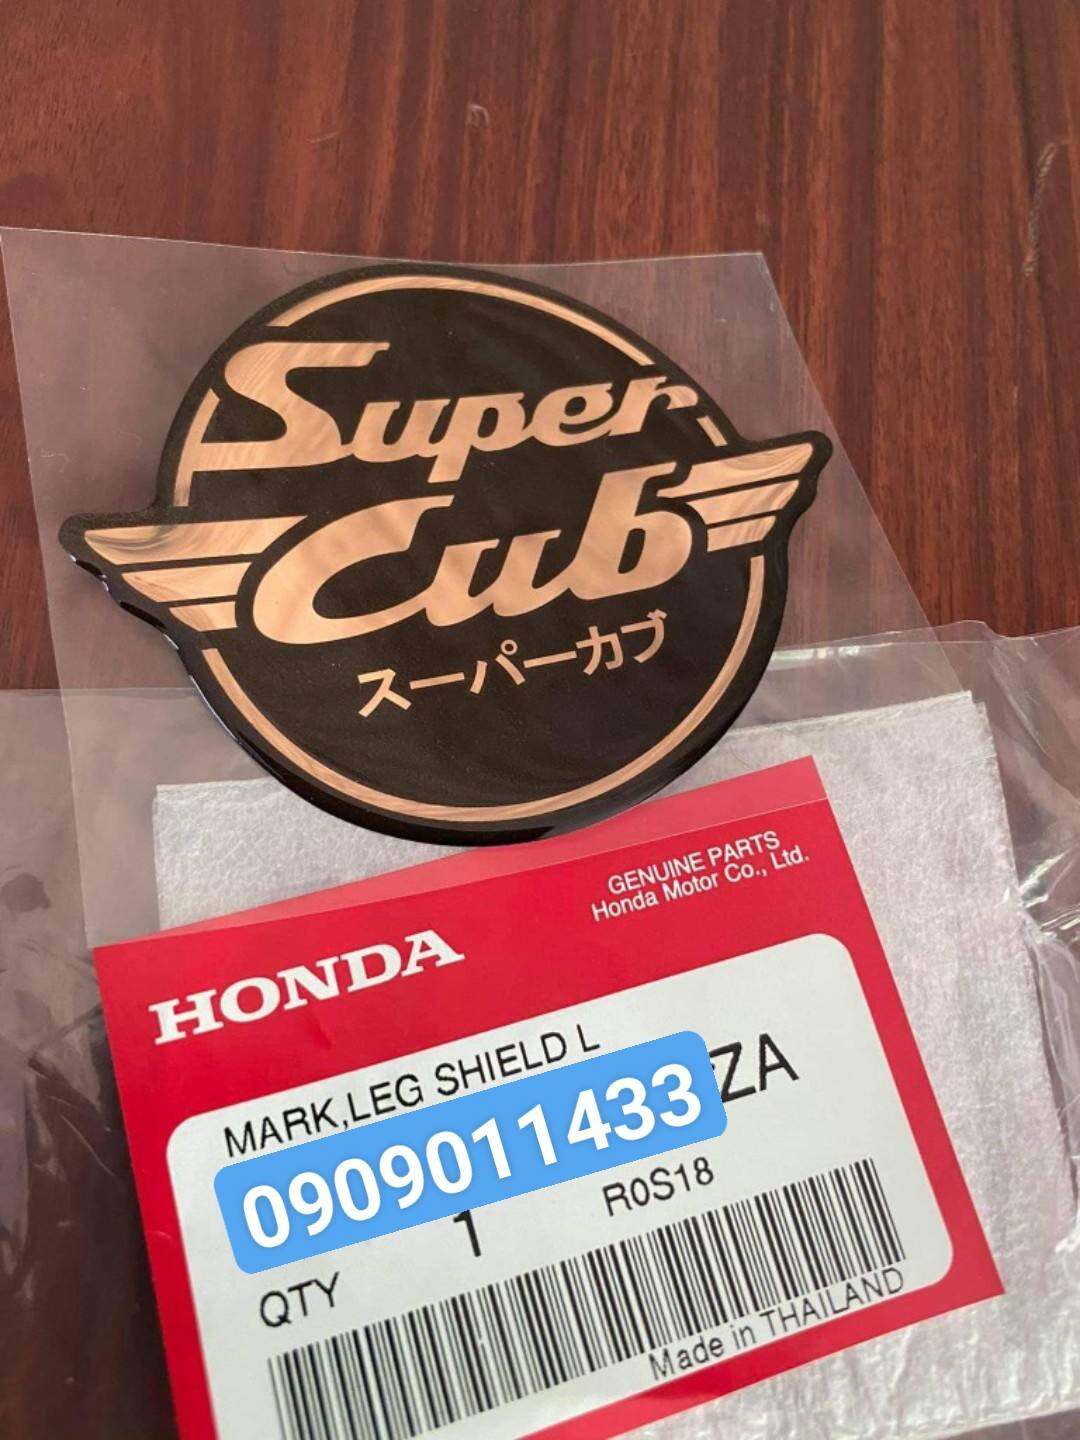 Super
Cub
スーパーカブ
GENUINE PARTS
Honda Motor Co., Ltd.
HONDA
MARK,LEG SHIELD L
ZA
0909011433
1
R0S18
QTY
Made in THAILAND